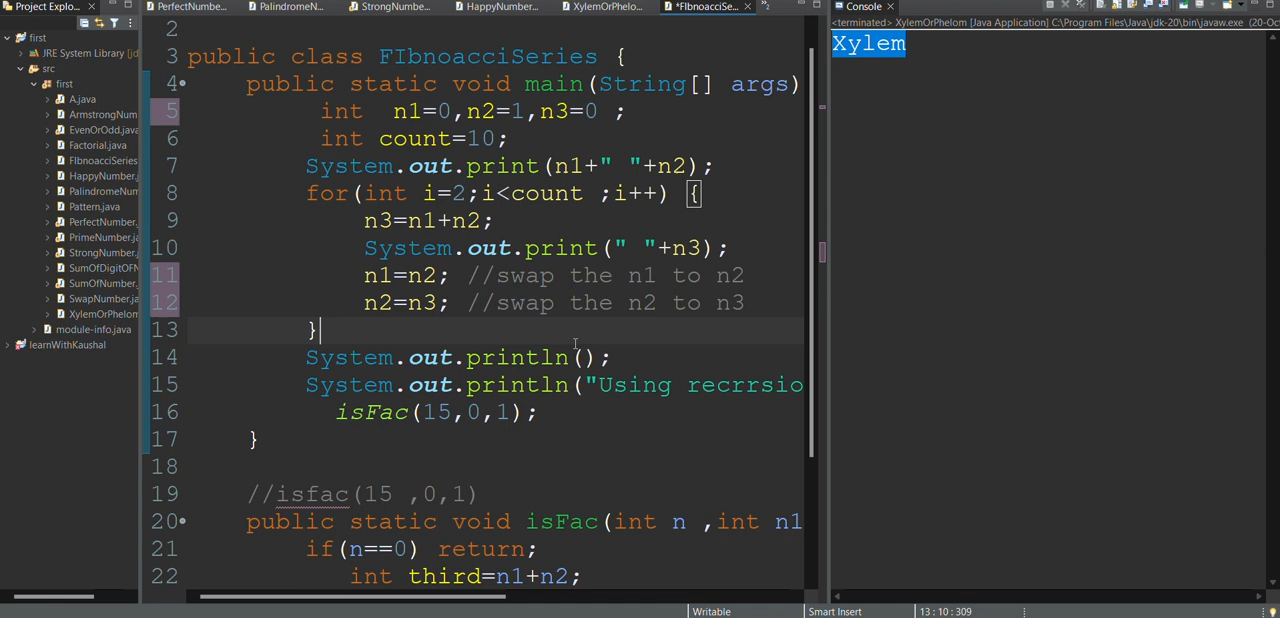 Project Explo...
PerfectNumbe...
PalindromeN...
StrongNumbe...
HappyNumber...
XylemOrPhelo...
*FIbnoacciSe...
Console
<terminated> XylemOrPhelom [Java Application] C:\Program Files\Java\jdk-20\bin\javaw.exe (20-Oc
Xylem
first
JRE System Library [jd
src
first
A.java
ArmstrongNum
EvenOrOdd.java
Factorial.java
FIbnoacciSeries
HappyNumber.
PalindromeNum
Pattern.java
PerfectNumber.
PrimeNumber.ja
StrongNumber.
SumOfDigitOFN
SumOfNumber.
SwapNumber.ja
XylemOrPhelom
module-info.java
learnWithKaushal
2
3 public class FIbnoacciSeries {
4 public static void main(String[] args)
5 int n1=0,n2=1,n3=0 ;
6 int count=10;
7 System.out.print(n1+" "+n2);
8 for(int i=2;i<count ;i++) {
9 n3=n1+n2;
10 System.out.print(" "+n3);
11 n1=n2; //swap the n1 to n2
12 n2=n3; //swap the n2 to n3
13 }
14 System.out.println();
15 System.out.println("Using recrrsio
16 isFac(15,0,1);
17 }
18
19 //isfac(15 ,0,1)
20 public static void isFac(int n ,int n1
21 if(n==0) return;
22 int third=n1+n2;
Writable
Smart Insert
13 : 10 : 309